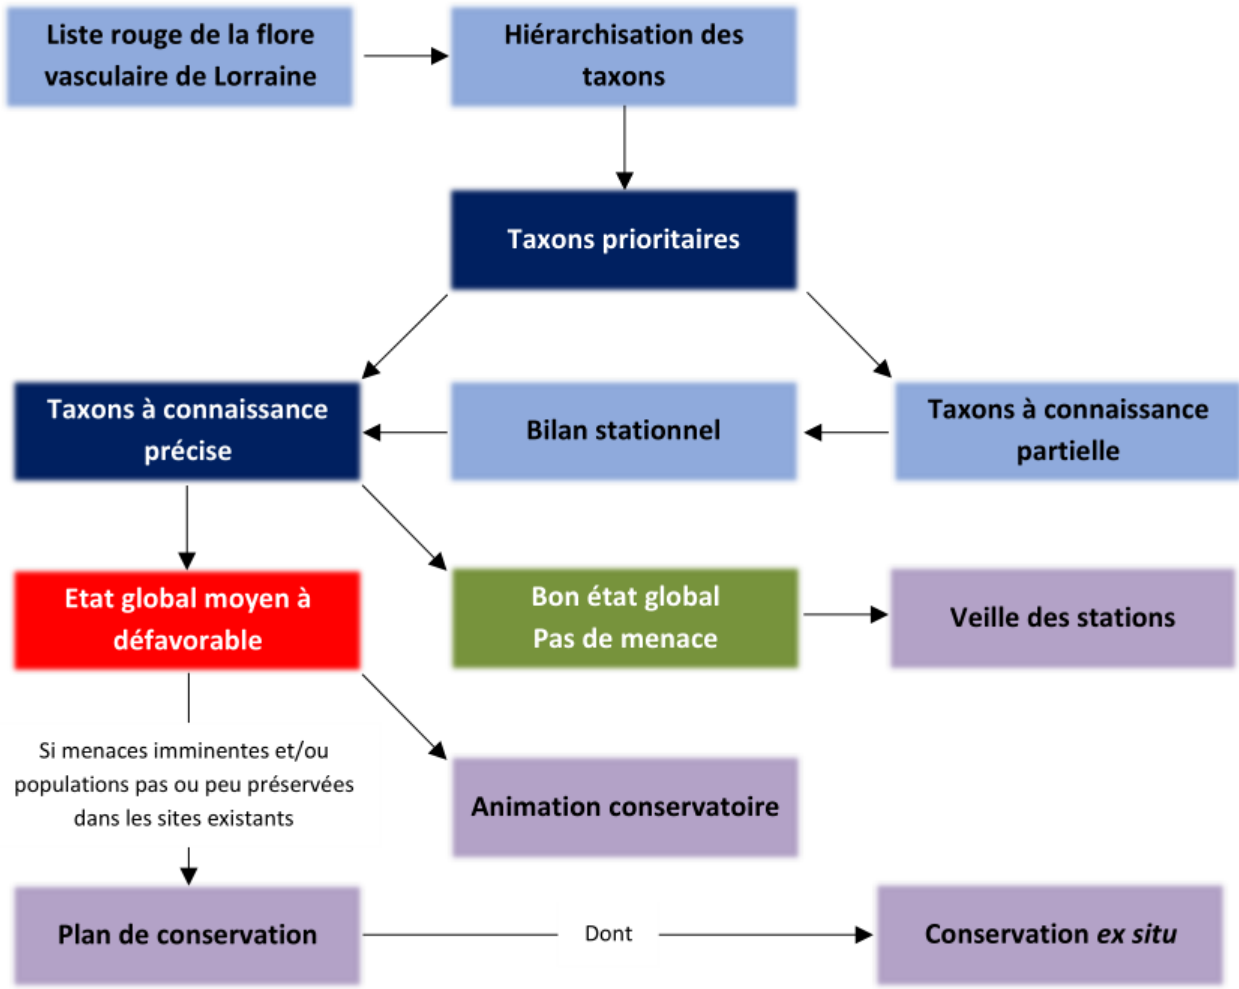 Liste rouge de la flore
vasculaire de Lorraine
Hiérarchisation des
taxons
Taxons prioritaires
Taxons à connaissance
précise
Bilan stationnel
Taxons à connaissance
partielle
Etat global moyen à
défavorable
Bon état global
Pas de menace
Veille des stations
Si menaces imminentes et/ou
populations pas ou peu préservées
dans les sites existants
Animation conservatoire
Plan de conservation
Dont
Conservation ex situ